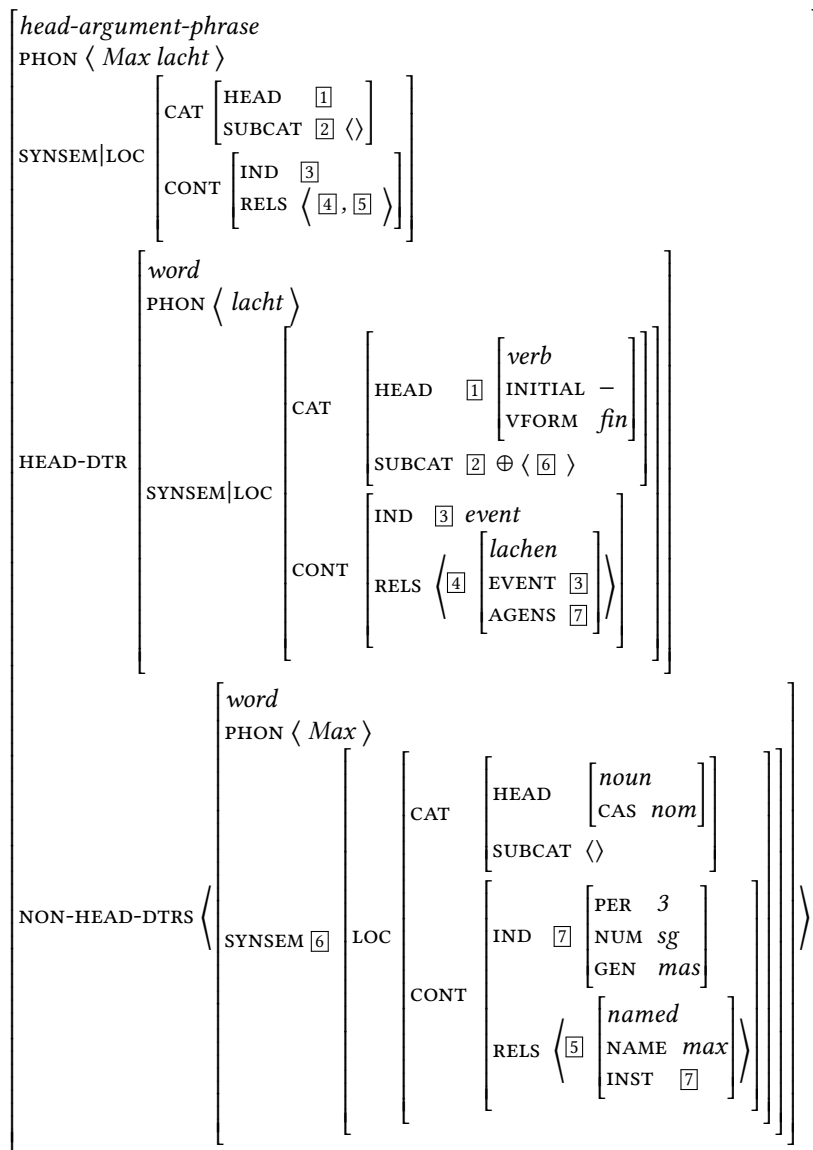 head-argument-phrase
PHON ⟨ Max lacht ⟩
SYNSEM|LOC
CAT
HEAD 1
SUBCAT 2 ⟨⟩
CONT
IND 3
RELS ⟨ 4 , 5 ⟩
HEAD-DTR
word
PHON ⟨ lacht ⟩
SYNSEM|LOC
CAT
HEAD 1
verb
INITIAL −
VFORM fin
SUBCAT 2 ⊕ ⟨ 6 ⟩
CONT
IND 3 event
RELS ⟨ 4
lachen
EVENT 3
AGENS 7
⟩
NON-HEAD-DTRS ⟨
word
PHON ⟨ Max ⟩
SYNSEM 6
LOC
CAT
HEAD
noun
CAS nom
SUBCAT ⟨⟩
CONT
IND 7
PER 3
NUM sg
GEN mas
RELS ⟨ 5
named
NAME max
INST 7
⟩
⟩